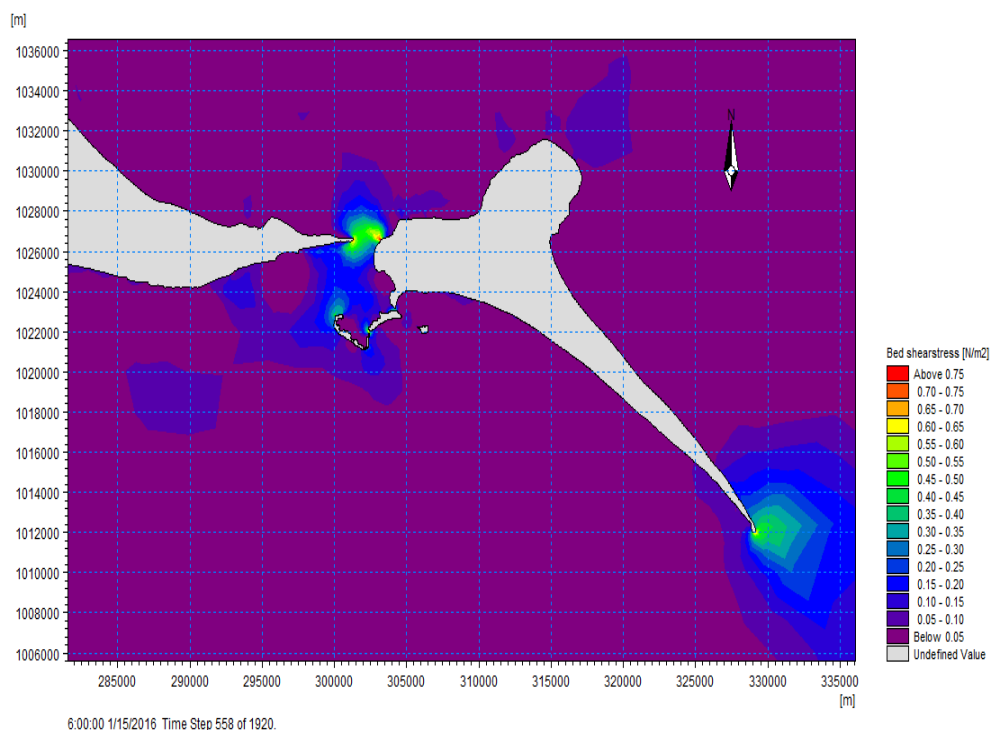 [m]
1036000
1034000
1032000
1030000
1028000
1026000
1024000
1022000
1020000
1018000
1016000
1014000
1012000
1010000
1008000
1006000
N
285000 290000 295000 300000 305000 310000 315000 320000 325000 330000 335000
[m]
6:00:00 1/15/2016 Time Step 558 of 1920.
Bed shearstress [N/m2]
Above 0.75
0.70 - 0.75
0.65 - 0.70
0.60 - 0.65
0.55 - 0.60
0.50 - 0.55
0.45 - 0.50
0.40 - 0.45
0.35 - 0.40
0.30 - 0.35
0.25 - 0.30
0.20 - 0.25
0.15 - 0.20
0.10 - 0.15
0.05 - 0.10
Below 0.05
Undefined Value